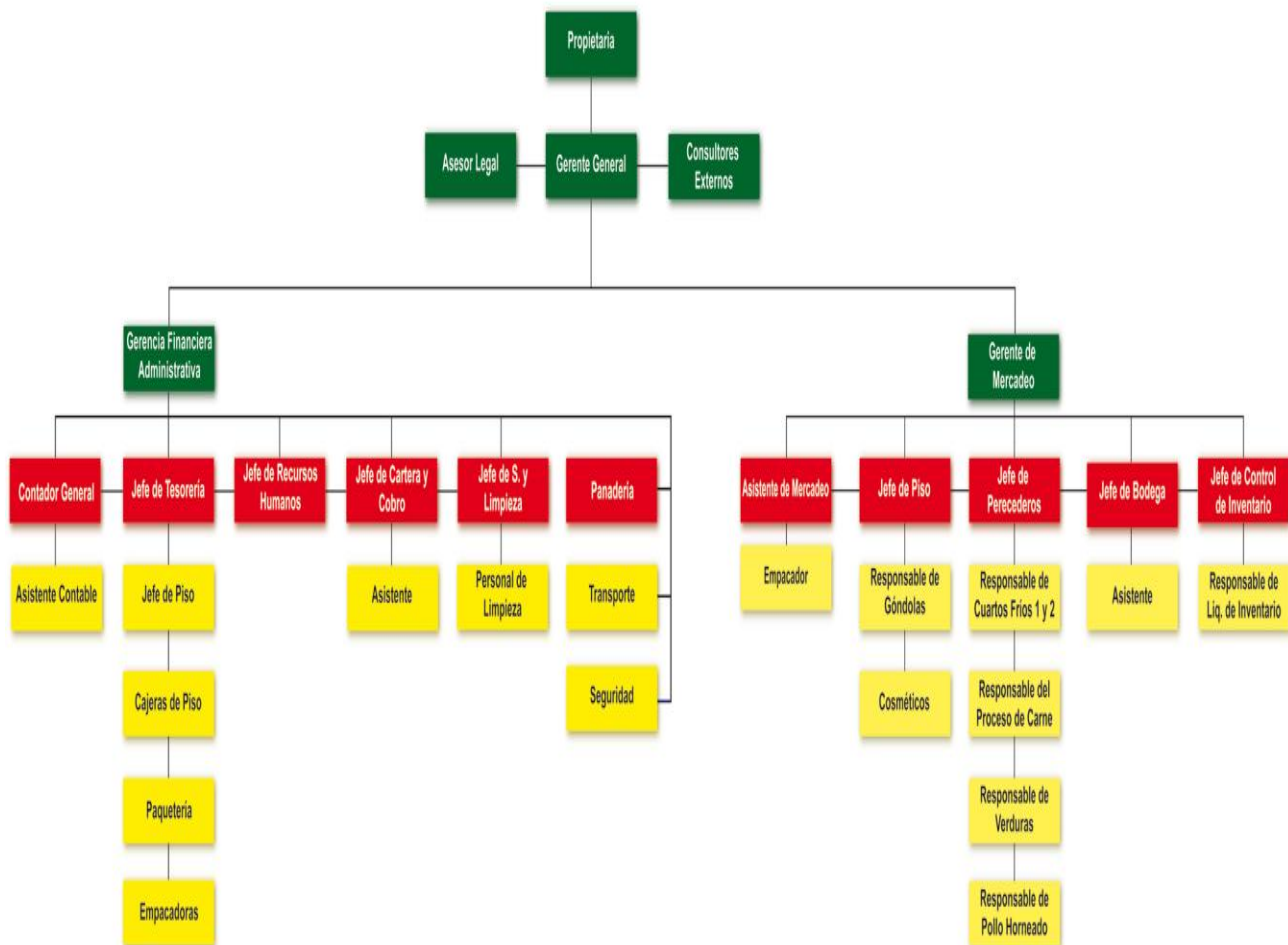 Propietaria
Asesor Legal
Gerente General
Consultores
Externos
Gerencia Financiera
Administrativa
Gerente de
Mercadeo
Contador General
Jefe de Tesorería
Jefe de Recursos
Humanos
Jefe de Cartera y
Cobro
Jefe de S. y
Limpieza
Panadería
Asistente de Mercadeo
Jefe de Piso
Jefe de
Perecederos
Jefe de Bodega
Jefe de Control
de Inventario
Asistente Contable
Jefe de Piso
Asistente
Personal de
Limpieza
Transporte
Empacador
Responsable de
Góndolas
Responsable de
Cuartos Fríos 1 y 2
Asistente
Responsable de
Liq. de Inventario
Cajeras de Piso
Seguridad
Cosméticos
Responsable del
Proceso de Carne
Paquetería
Responsable de
Verduras
Empacadoras
Responsable de
Pollo Horneado